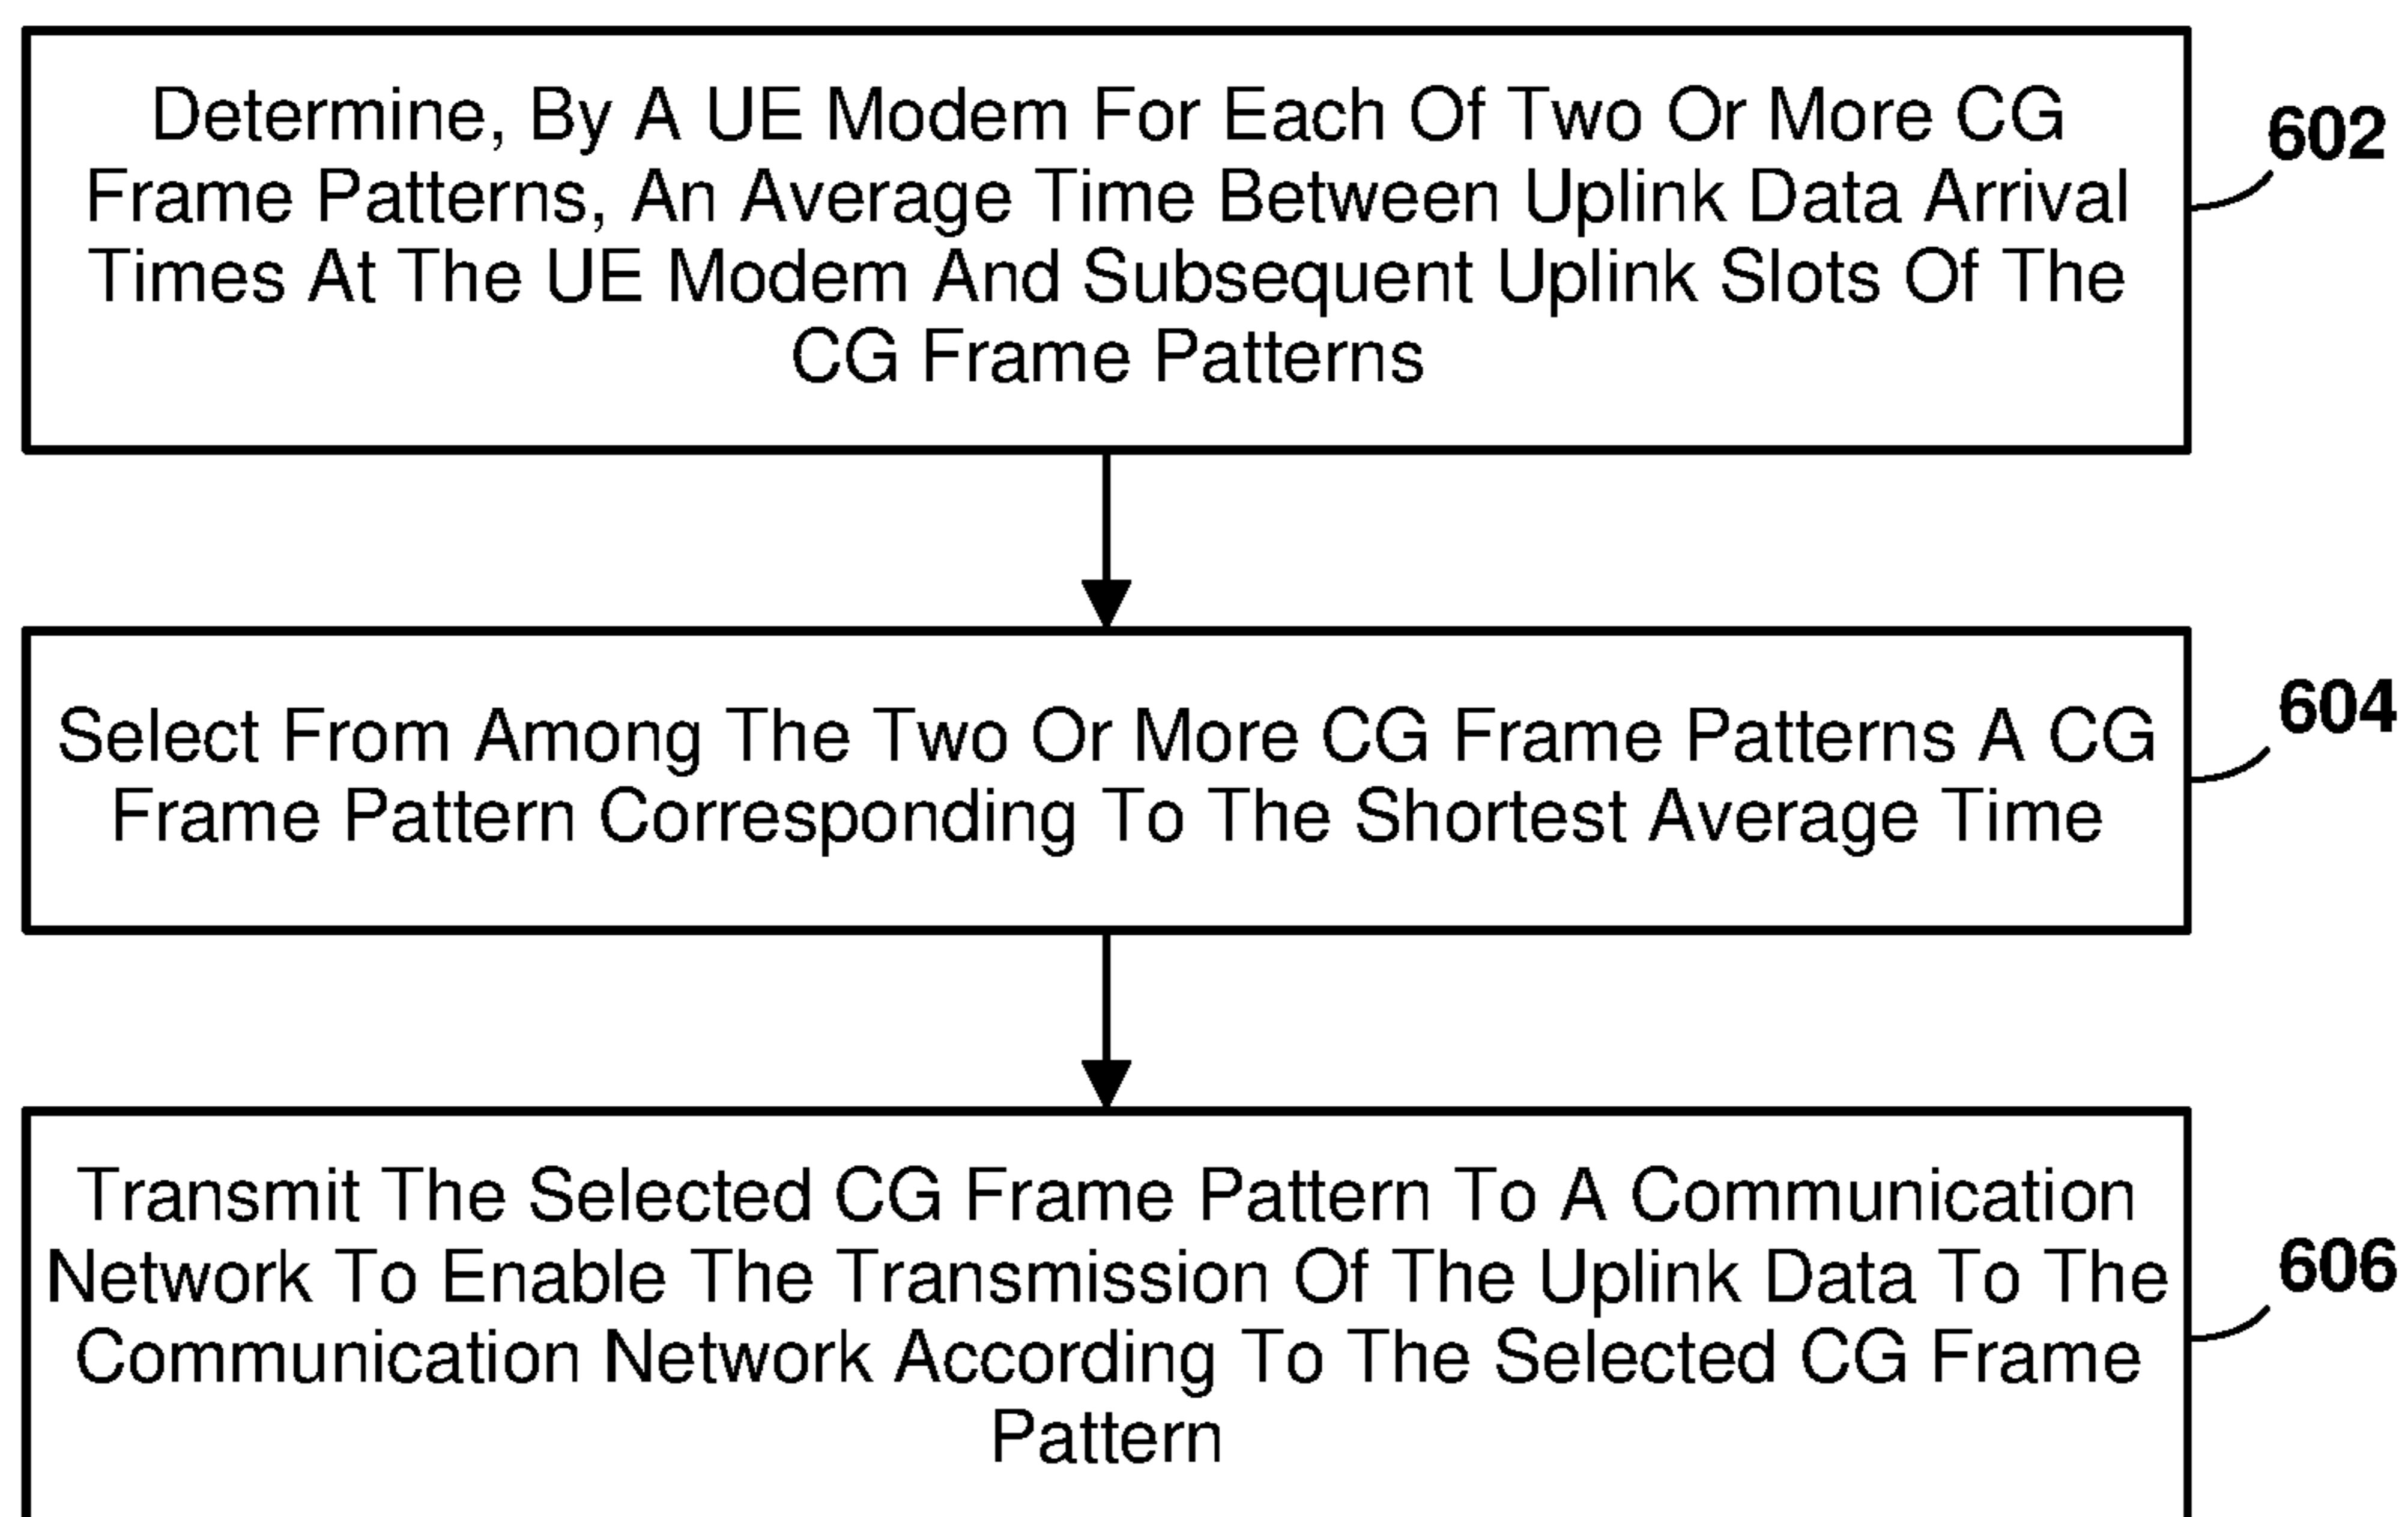 Determine, By A UE Modem For Each Of Two Or More CG
Frame Patterns, An Average Time Between Uplink Data Arrival
Times At The UE Modem And Subsequent Uplink Slots Of The
CG Frame Patterns
602
Select From Among The Two Or More CG Frame Patterns A CG
Frame Pattern Corresponding To The Shortest Average Time
604
Transmit The Selected CG Frame Pattern To A Communication
Network To Enable The Transmission Of The Uplink Data To The
Communication Network According To The Selected CG Frame
Pattern
606